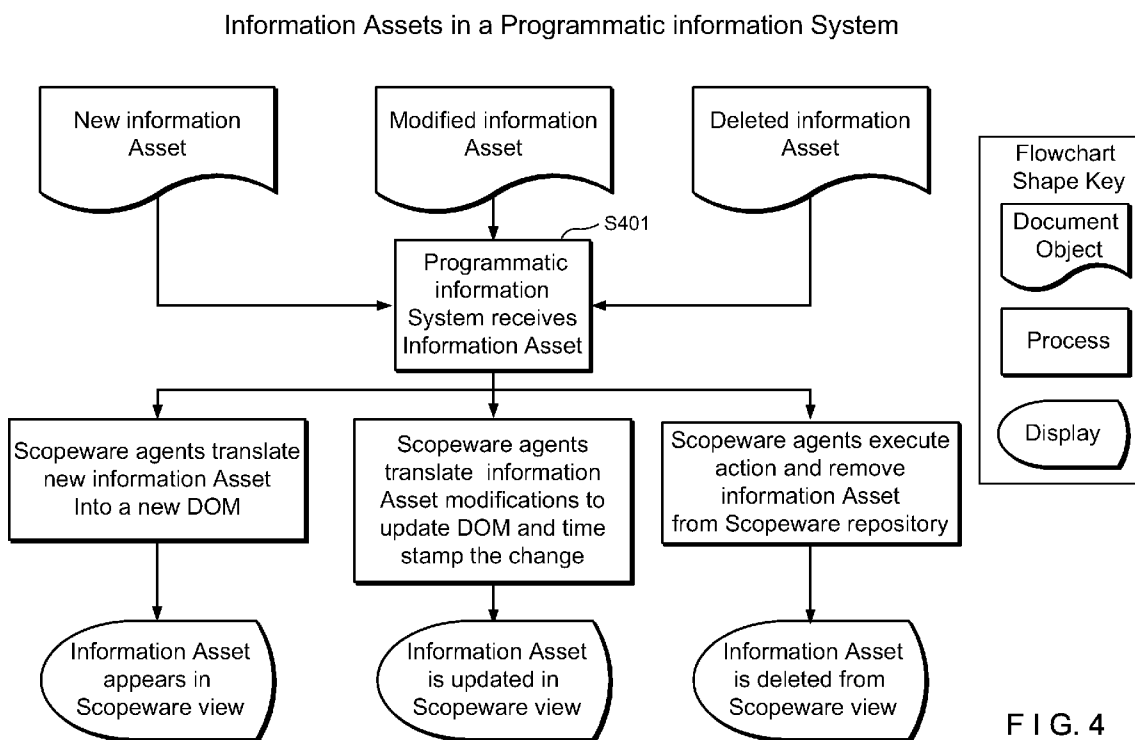 Information Assets in a Programmatic information System
New information
Asset
Modified information
Asset
Deleted information
Asset
Flowchart
Shape Key
Document
Object
Process
Display
S401
Programmatic
information
System receives
Information Asset
Scopeware agents translate
new information Asset
Into a new DOM
Scopeware agents
translate information
Asset modifications to
update DOM and time
stamp the change
Scopeware agents execute
action and remove
information Asset
from Scopeware repository
Information Asset
appears in
Scopeware view
Information Asset
is updated in
Scopeware view
Information Asset
is deleted from
Scopeware view
F I G. 4